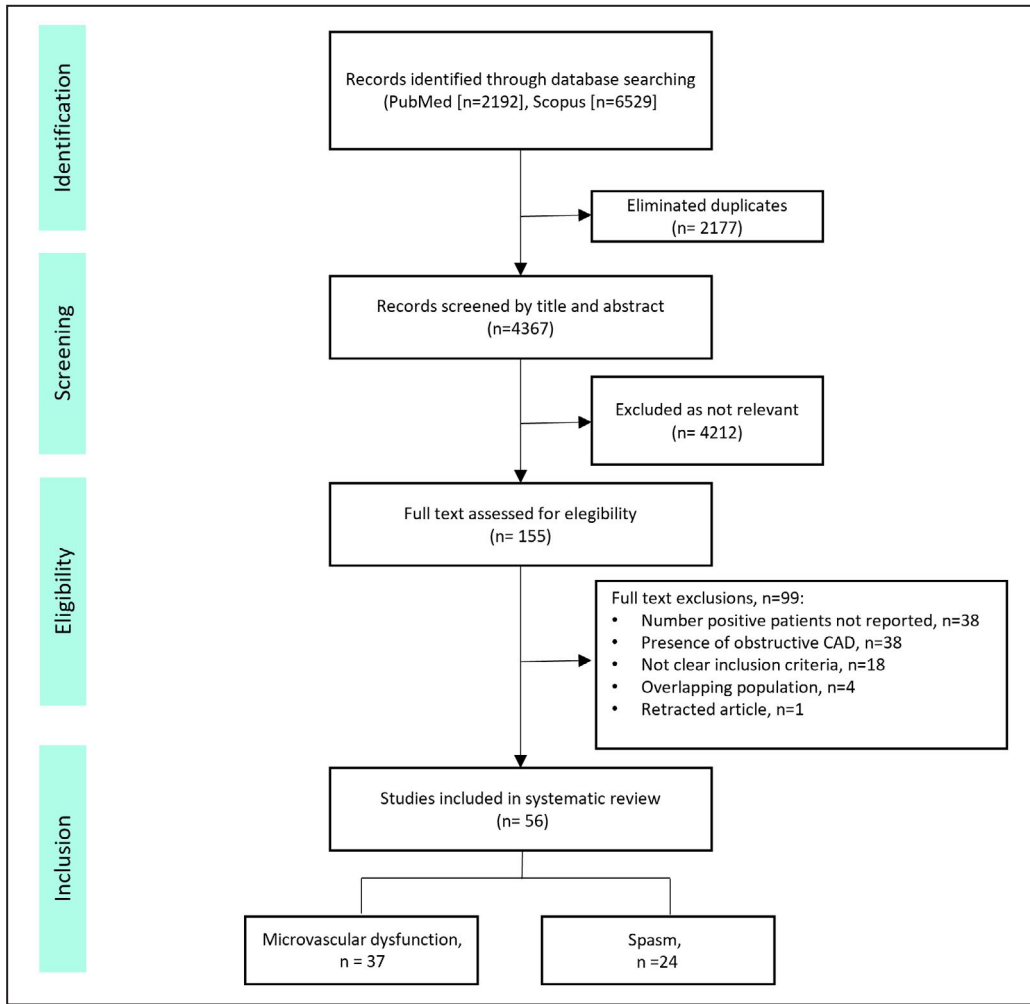 Identification
Records identified through database searching
(PubMed [n=2192], Scopus [n=6529]
Eliminated duplicates
(n= 2177)
Screening
Records screened by title and abstract
(n=4367)
Excluded as not relevant
(n= 4212)
Eligibility
Full text assessed for elegibility
(n= 155)
Full text exclusions, n=99:
• Number positive patients not reported, n=38
• Presence of obstructive CAD, n=38
• Not clear inclusion criteria, n=18
• Overlapping population, n=4
• Retracted article, n=1
Inclusion
Studies included in systematic review
(n= 56)
Microvascular dysfunction,
n = 37
Spasm,
n =24